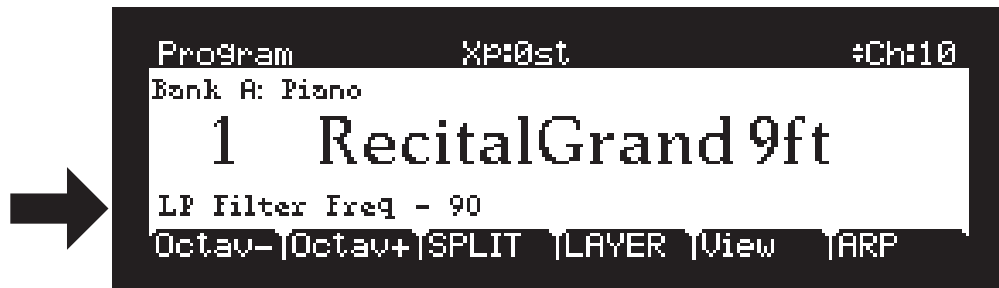 Program Xp:0st ÷Ch:10
Bank A: Piano
1 RecitalGrand 9ft
LP Filter Freq - 90
Octav- Octav+ SPLIT LAYER View ARP